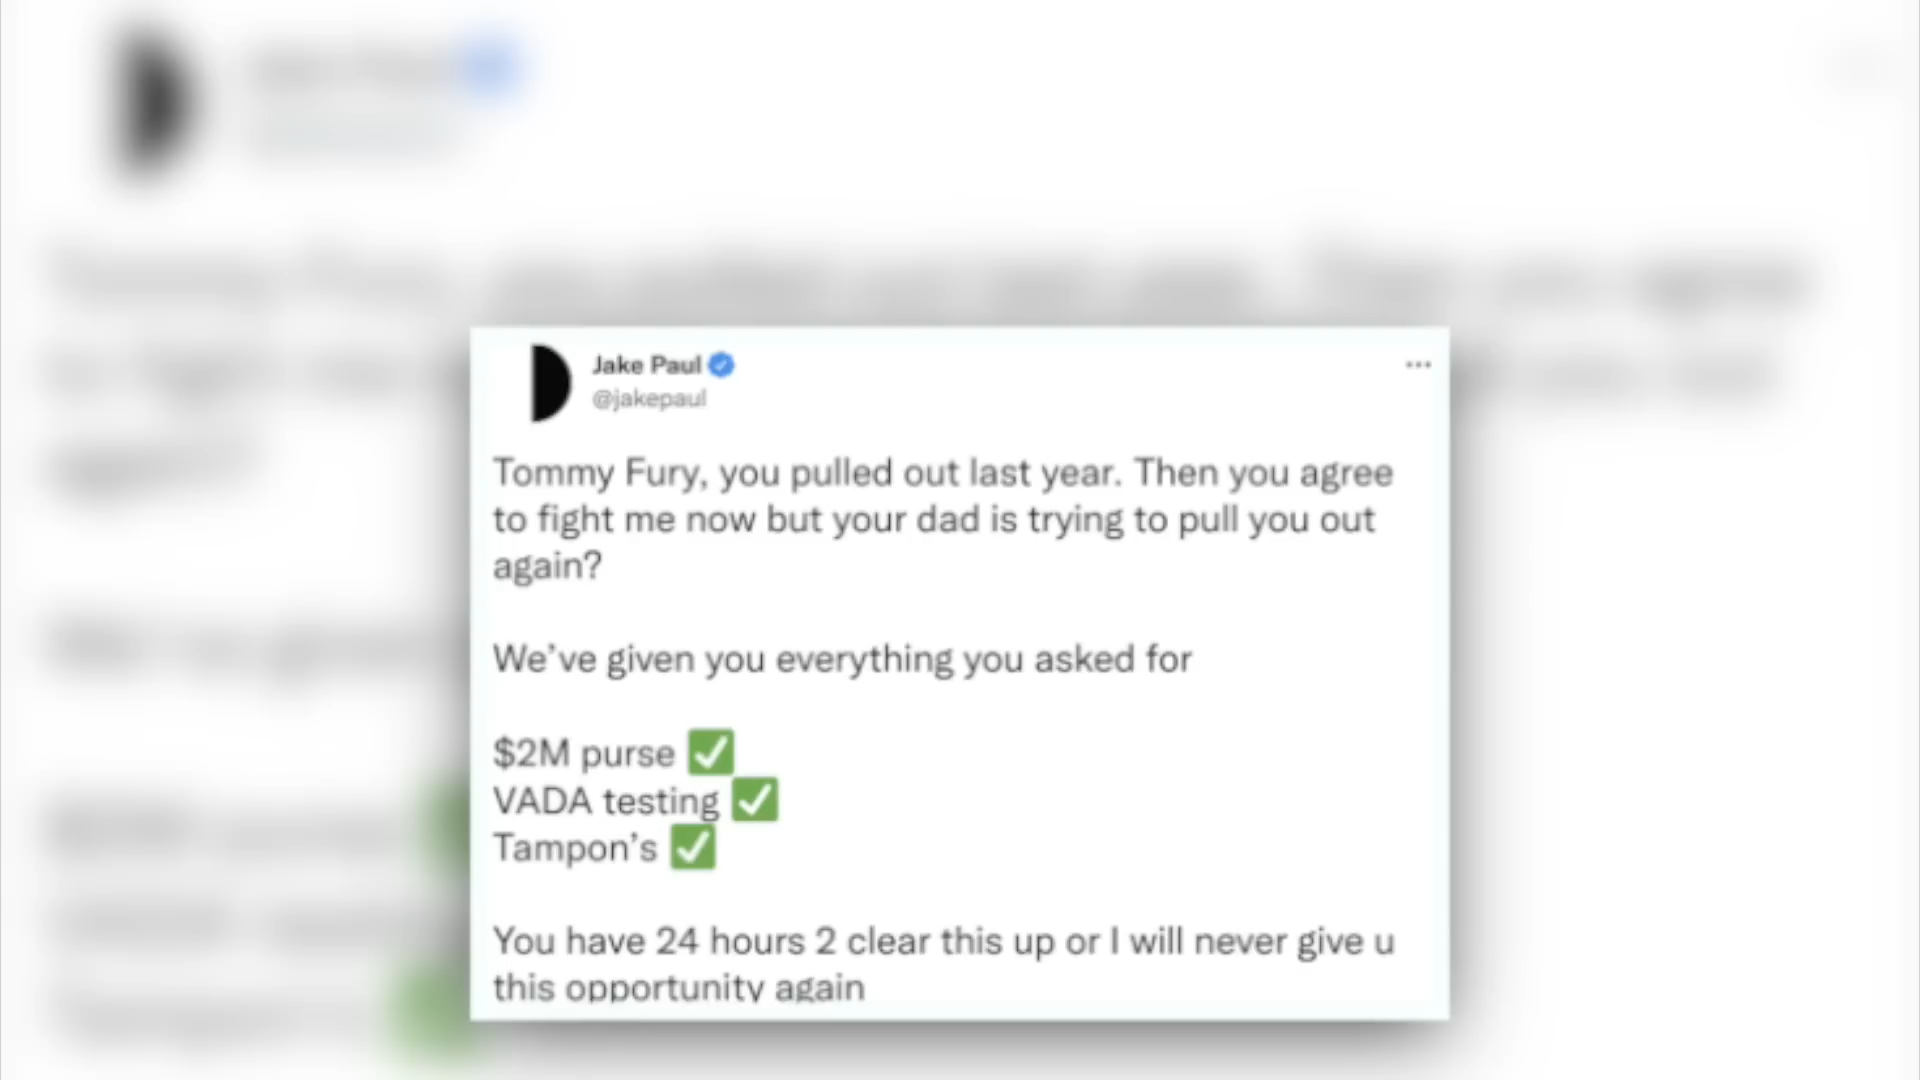 Jake Paul
@jakepaul
Tommy Fury, you pulled out last year. Then you agree
to fight me now but your dad is trying to pull you out
again?
We’ve given you everything you asked for
$2M purse ✅
VADA testing ✅
Tampon’s ✅
You have 24 hours 2 clear this up or I will never give u
this opportunity again